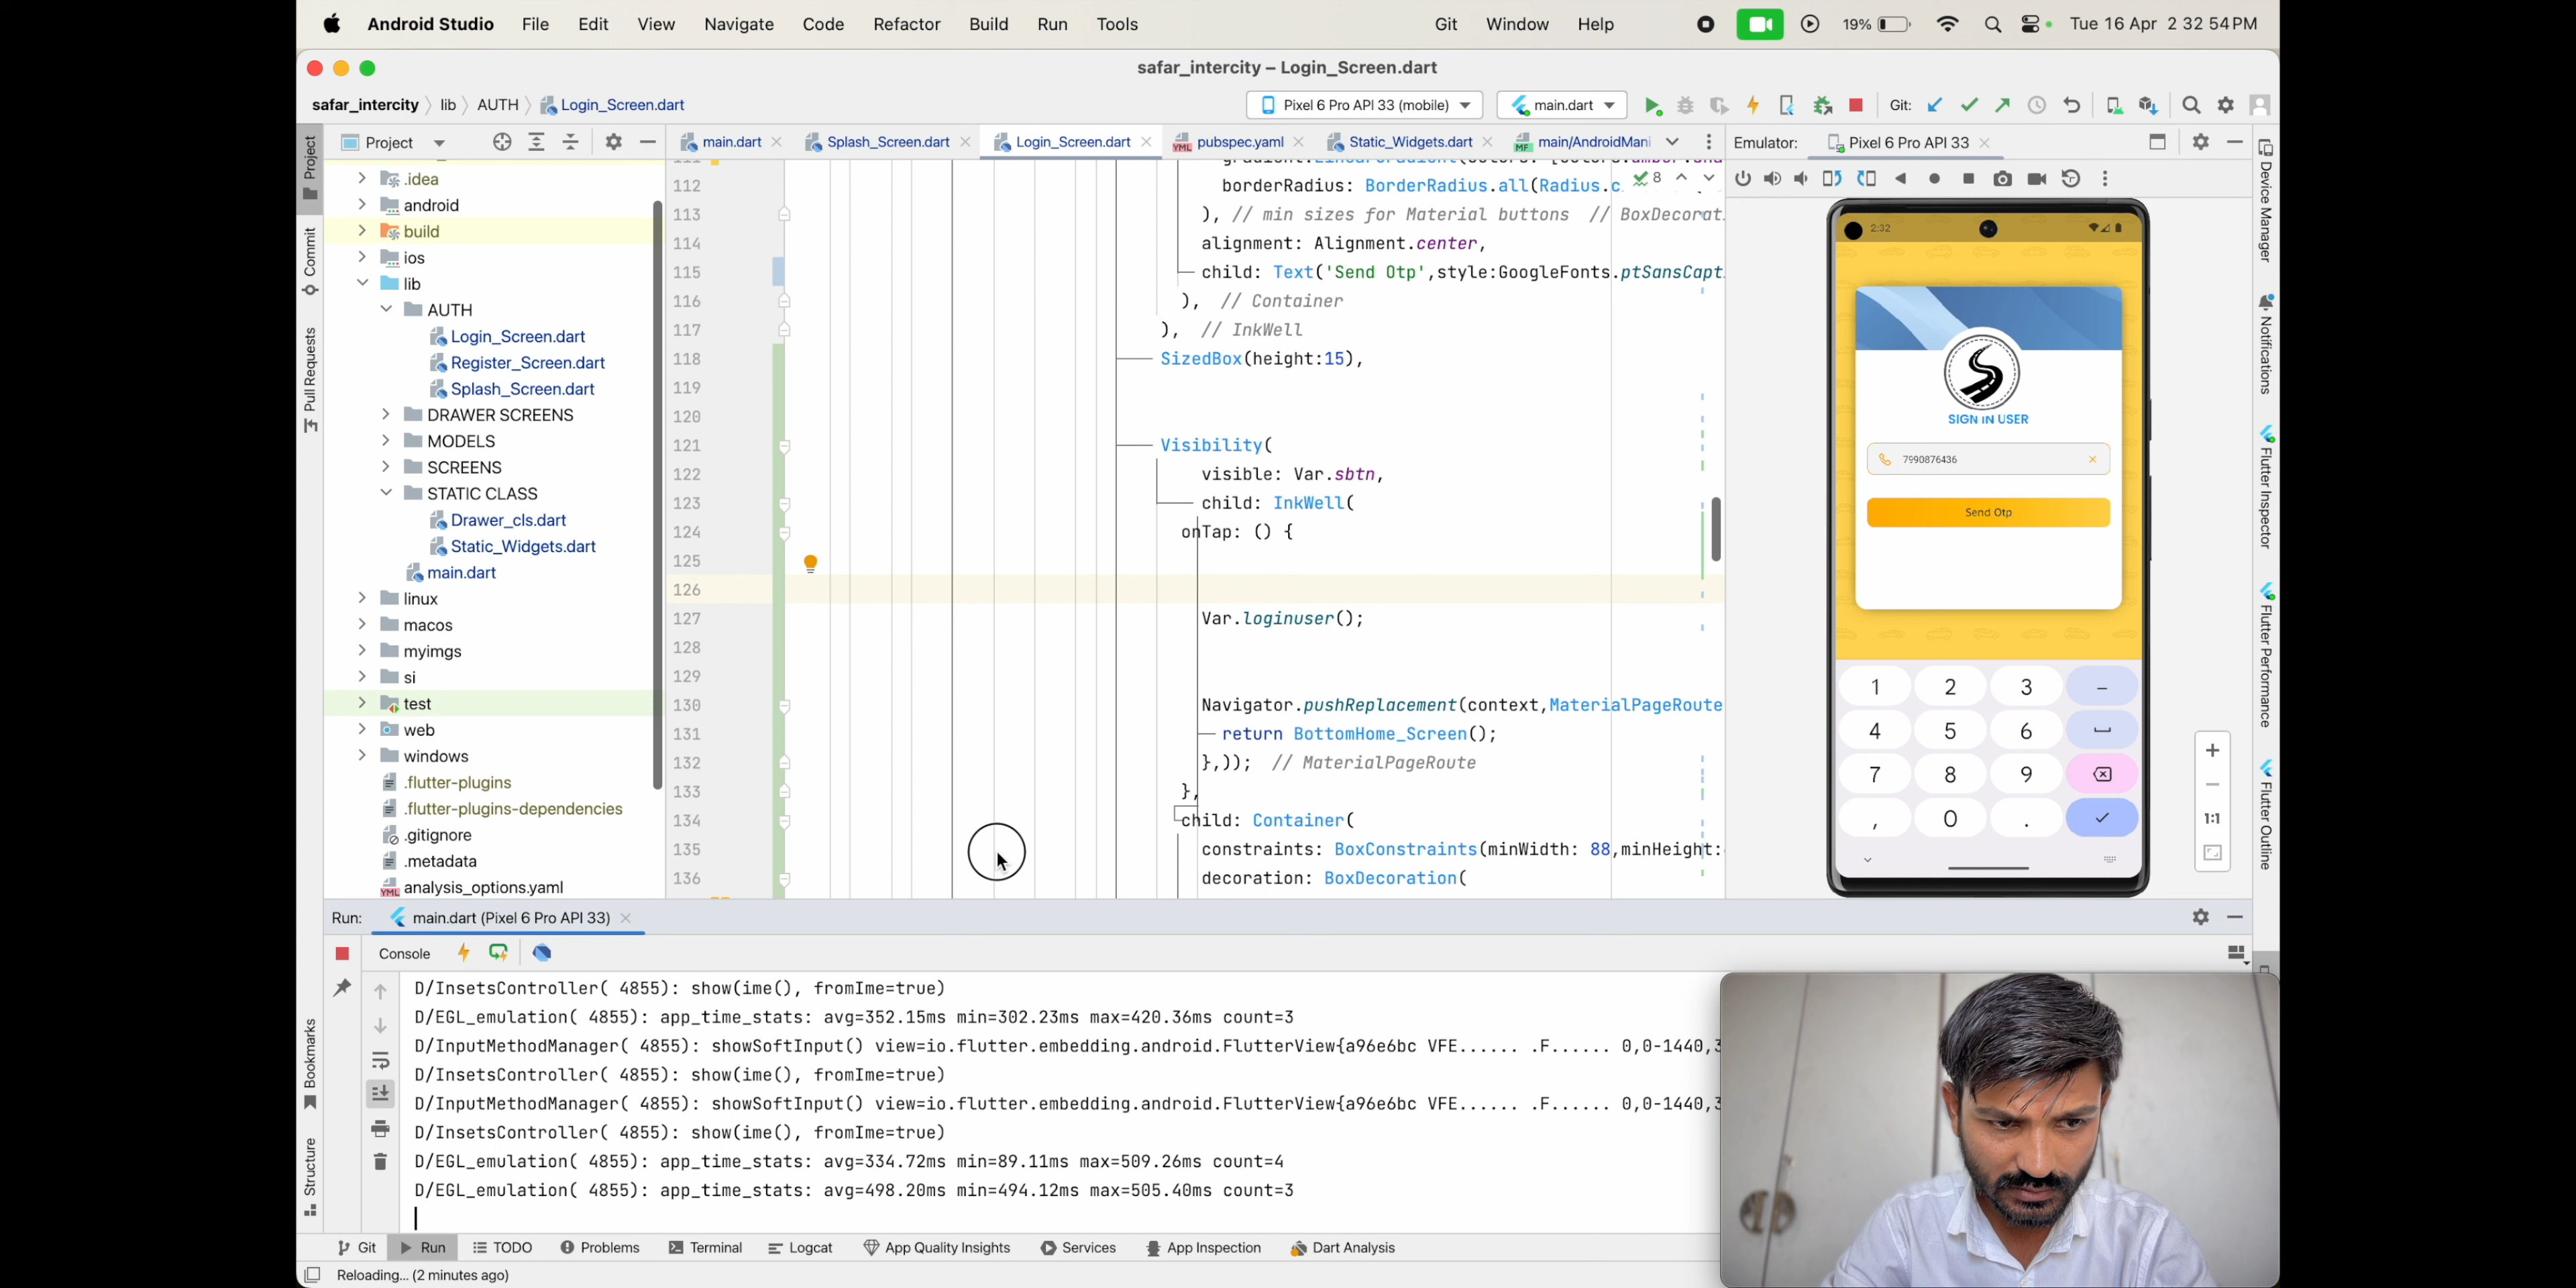 Android Studio File Edit View Navigate Code Refactor Build Run Tools Git Window Help 19% Tue 16 Apr 2 32 54 PM
safar_intercity – Login_Screen.dart
safar_intercity lib AUTH Login_Screen.dart Pixel 6 Pro API 33 (mobile) main.dart Git:
Project main.dart Splash_Screen.dart Login_Screen.dart pubspec.yaml Static_Widgets.dart main/AndroidMani Emulator: Pixel 6 Pro API 33
Project
Commit
Pull Requests
Bookmarks
Structure
.idea
android
build
ios
lib
AUTH
Login_Screen.dart
Register_Screen.dart
Splash_Screen.dart
DRAWER SCREENS
MODELS
SCREENS
STATIC CLASS
Drawer_cls.dart
Static_Widgets.dart
main.dart
linux
macos
myimgs
si
test
web
windows
.flutter-plugins
.flutter-plugins-dependencies
.gitignore
.metadata
analysis_options.yaml
8
112 borderRadius: BorderRadius.all(Radius.c
113 ), // min sizes for Material buttons // BoxDecorat
114 alignment: Alignment.center,
115 child: Text('Send Otp',style:GoogleFonts.ptSansCapt
116 ), // Container
117 ), // InkWell
118 SizedBox(height:15),
119
120
121 Visibility(
122 visible: Var.sbtn,
123 child: InkWell(
124 onTap: () {
125
126
127 Var.loginuser();
128
129
130 Navigator.pushReplacement(context,MaterialPageRoute
131 return BottomHome_Screen();
132 },)); // MaterialPageRoute
133 },
134 child: Container(
135 constraints: BoxConstraints(minWidth: 88,minHeight:
136 decoration: BoxDecoration(
2:32
SIGN iN USER
7990876436
Send Otp
1 2 3 –
4 5 6
7 8 9
, 0 .
1:1
Device Manager
Notifications
Flutter Inspector
Flutter Performance
Flutter Outline
Run: main.dart (Pixel 6 Pro API 33)
Console
D/InsetsController( 4855): show(ime(), fromIme=true)
D/EGL_emulation( 4855): app_time_stats: avg=352.15ms min=302.23ms max=420.36ms count=3
D/InputMethodManager( 4855): showSoftInput() view=io.flutter.embedding.android.FlutterView{a96e6bc VFE...... .F...... 0,0-1440,3
D/InsetsController( 4855): show(ime(), fromIme=true)
D/InputMethodManager( 4855): showSoftInput() view=io.flutter.embedding.android.FlutterView{a96e6bc VFE...... .F...... 0,0-1440,3
D/InsetsController( 4855): show(ime(), fromIme=true)
D/EGL_emulation( 4855): app_time_stats: avg=334.72ms min=89.11ms max=509.26ms count=4
D/EGL_emulation( 4855): app_time_stats: avg=498.20ms min=494.12ms max=505.40ms count=3
Git Run TODO Problems Terminal Logcat App Quality Insights Services App Inspection Dart Analysis
Reloading... (2 minutes ago)